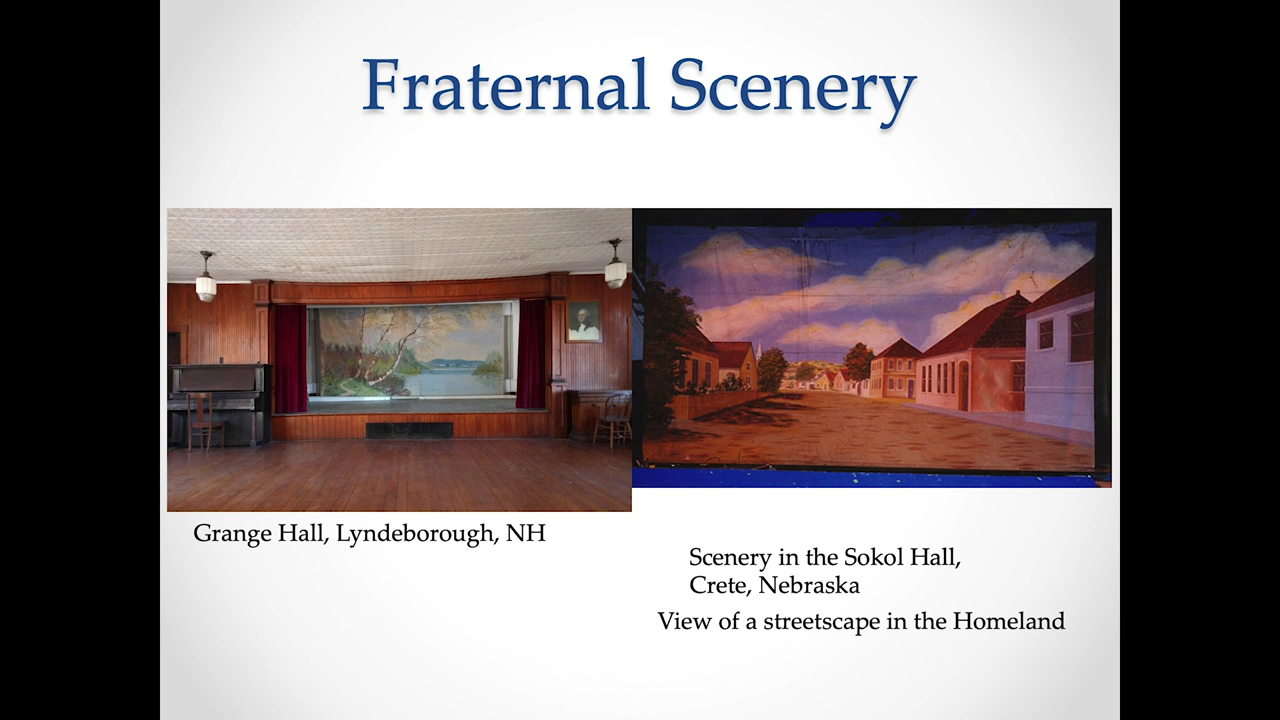 Fraternal Scenery
Grange Hall, Lyndeborough, NH
Scenery in the Sokol Hall,
Crete, Nebraska
View of a streetscape in the Homeland